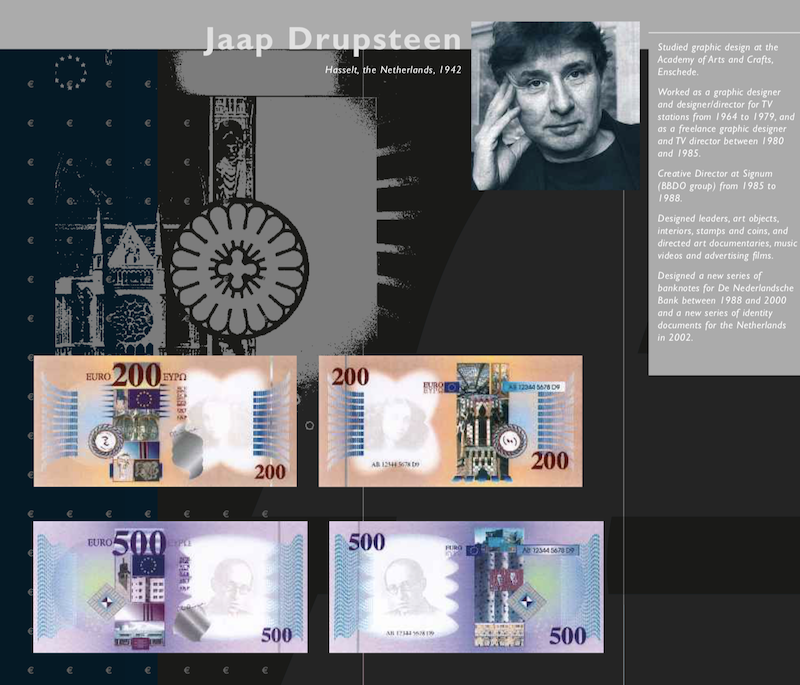 Jaap Drupsteen
Hasselt, the Netherlands, 1942
Studied graphic design at the
Academy of Arts and Crafts,
Enschede.
Worked as a graphic designer
and designer/director for TV
stations from 1964 to 1979, and
as a freelance graphic designer
and TV director between 1980
and 1985.
Creative Director at Signum
(BBDO group) from 1985 to
1988.
Designed leaders, art objects,
interiors, stamps and coins, and
directed art documentaries, music
videos and advertising films.
Designed a new series of
banknotes for De Nederlandsche
Bank between 1988 and 2000
and a new series of identity
documents for the Netherlands
in 2002.
EURO 200 ΕΥΡΩ
200
200
EURO
ΕΥΡΩ
AB 12344 5678 D9
AB 12344 5678 D9
200
EURO 500 ΕΥΡΩ
500
500
EURO
ΕΥΡΩ
AB 12344 5678 D9
AB 12344 5678 D9
500